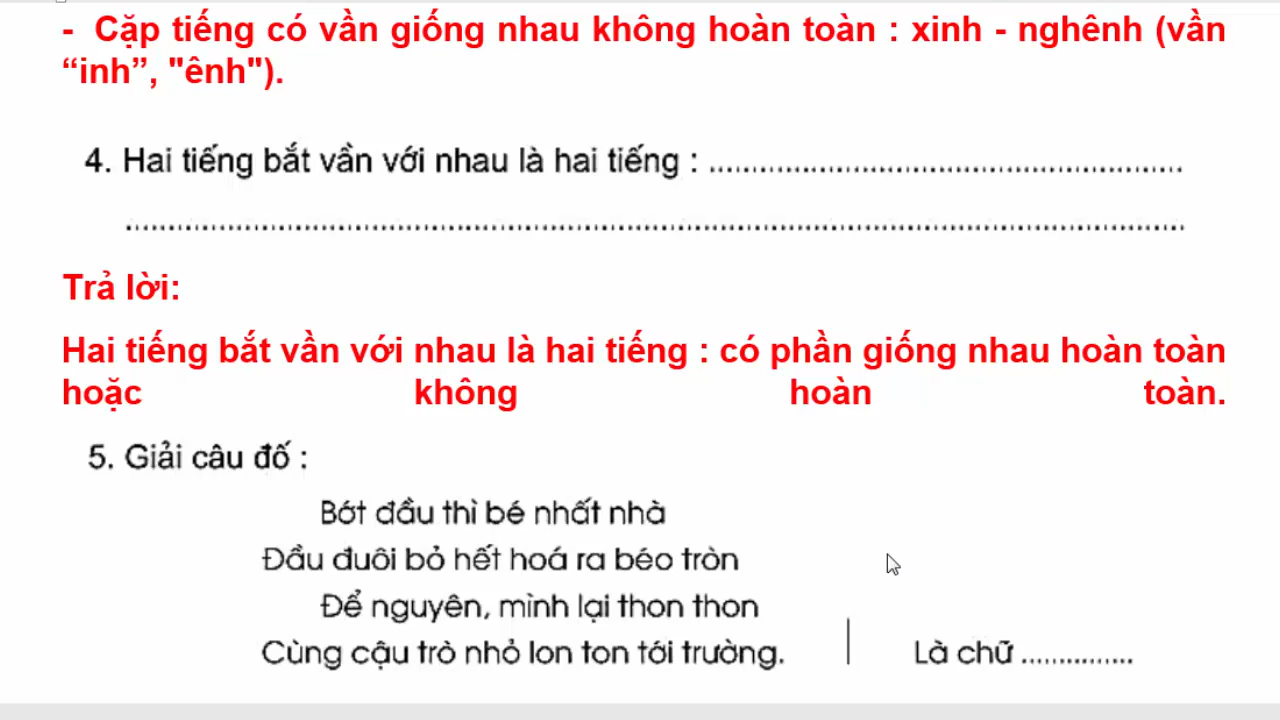 - Cặp tiếng có vần giống nhau không hoàn toàn : xinh - nghênh (vần
“inh”, "ênh").
4. Hai tiếng bắt vần với nhau là hai tiếng : ..........................................................
..................................................................................................................................
Trả lời:
Hai tiếng bắt vần với nhau là hai tiếng : có phần giống nhau hoàn toàn
hoặc không hoàn toàn.
5. Giải câu đố :
Bớt đầu thì bé nhất nhà
Đầu đuôi bỏ hết hoá ra béo tròn
Để nguyên, mình lại thon thon
Cùng cậu trò nhỏ lon ton tới trường.
Là chữ ...............